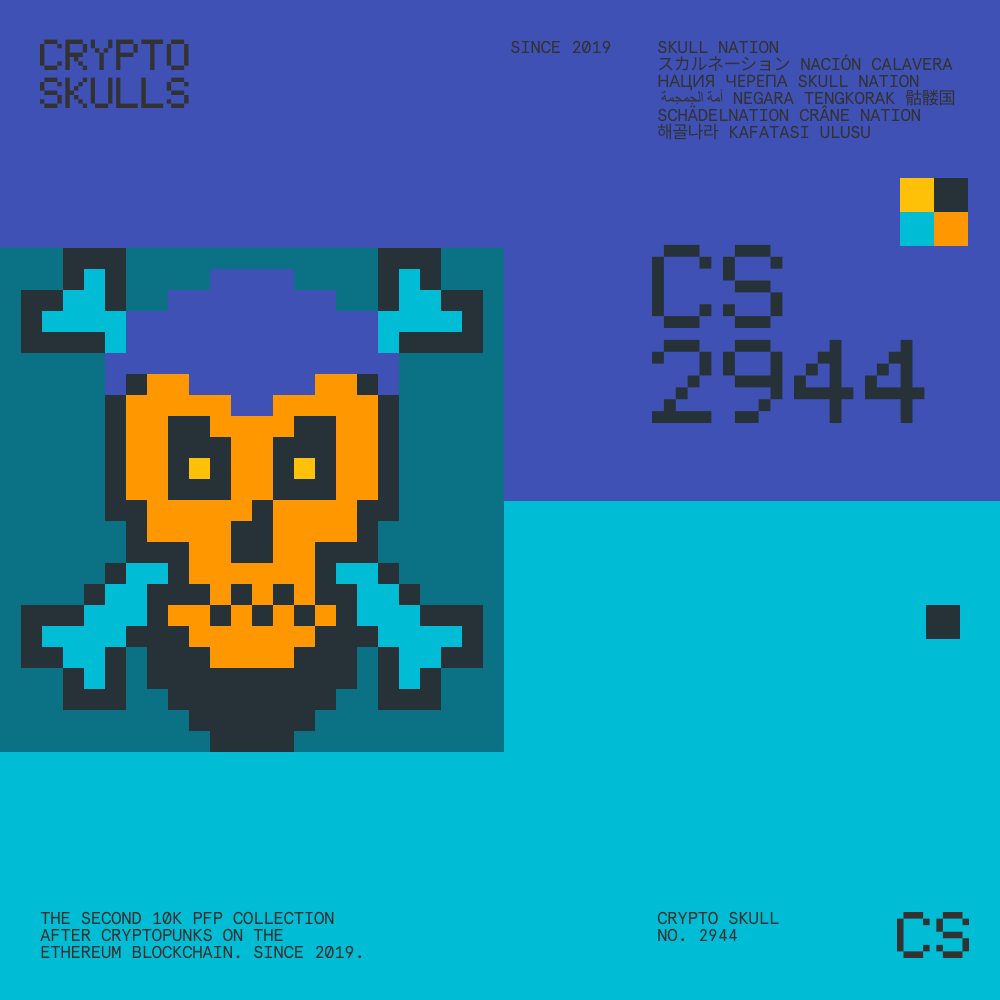 CRYPTO
SKULLS
SINCE 2019
SKULL NATION
スカルネーション NACIÓN CALAVERA
НАЦИЯ ЧЕРЕПА SKULL NATION
أمة الجمجمة NEGARA TENGKORAK 骷髅国
SCHÄDELNATION CRÂNE NATION
해골나라 KAFATASI ULUSU
CS
2944
THE SECOND 10K PFP COLLECTION
AFTER CRYPTOPUNKS ON THE
ETHEREUM BLOCKCHAIN. SINCE 2019.
CRYPTO SKULL
NO. 2944
CS